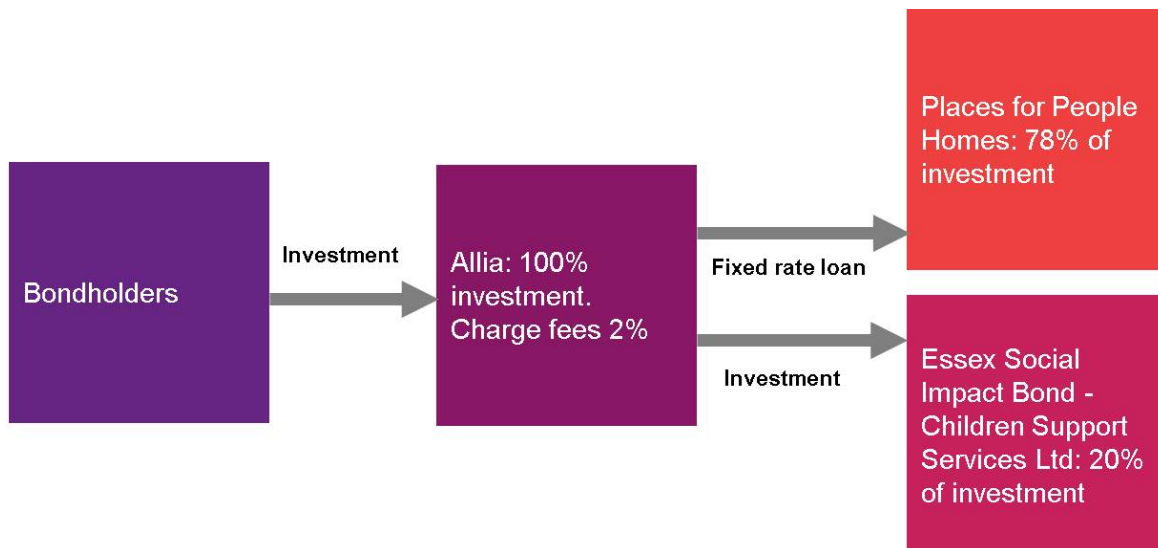 Bondholders
Investment
Allia: 100%
investment.
Charge fees 2%
Fixed rate loan
Investment
Places for People
Homes: 78% of
investment
Essex Social
Impact Bond -
Children Support
Services Ltd: 20%
of investment